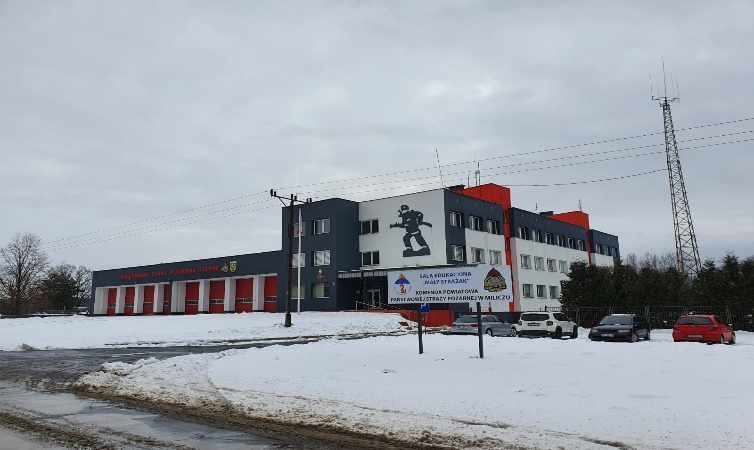 SALA EDUKACYJNA
"MAŁY STRAŻAK"
KOMENDA POWIATOWA
PAŃSTWOWEJ STRAŻY POŻARNEJ W MILICZU